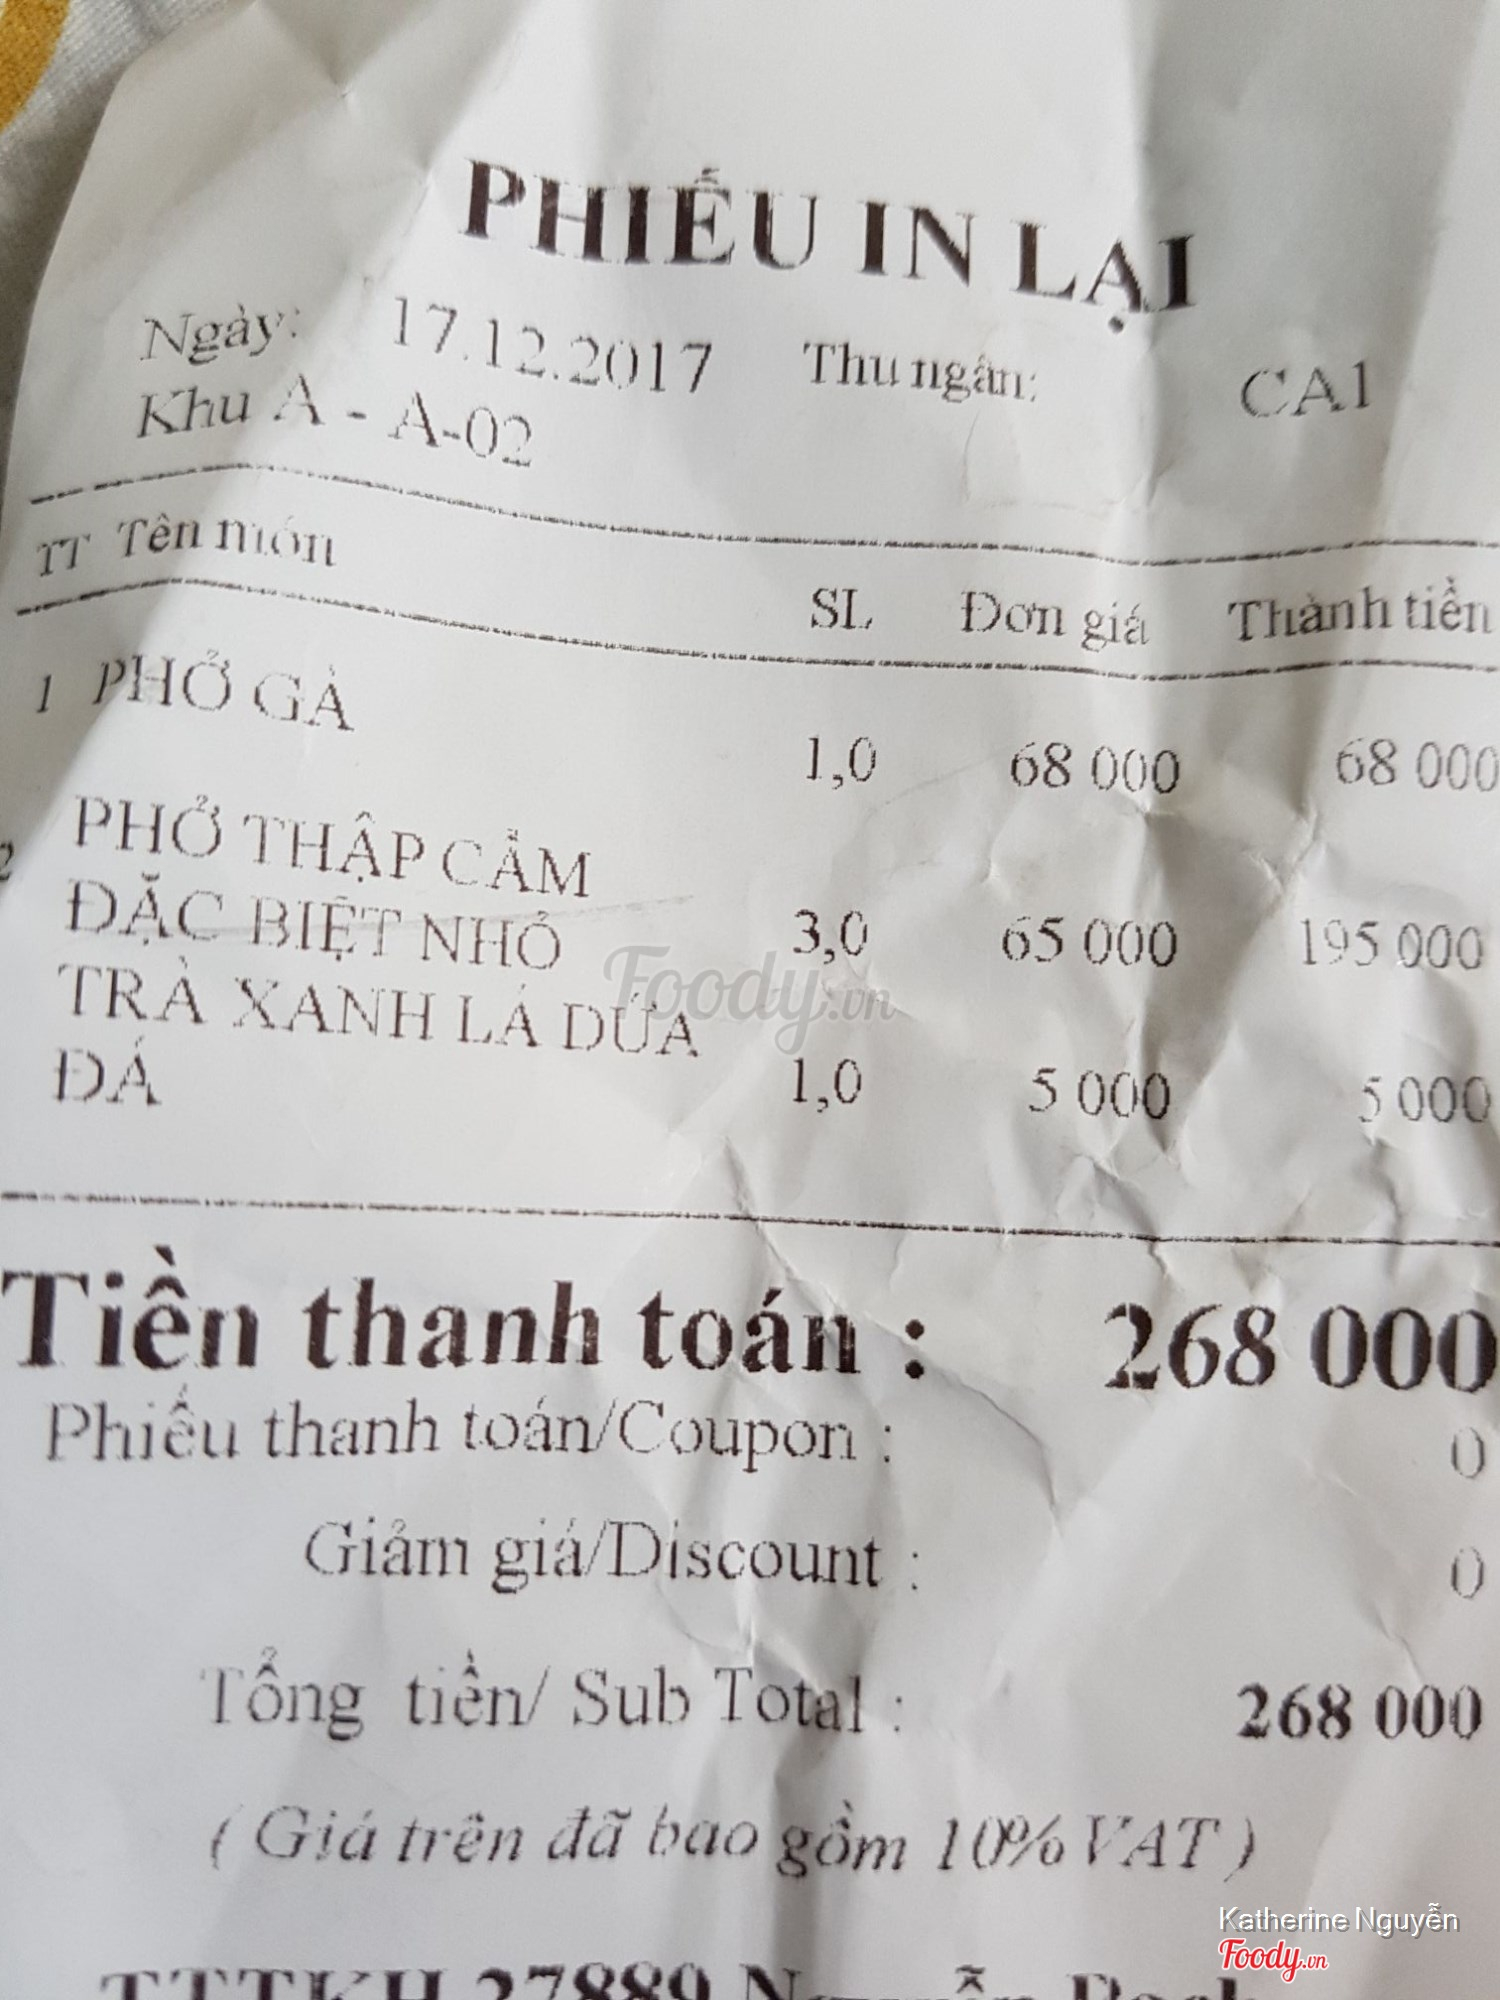 PHIẾU IN LẠI
Ngày: 17.12.2017 Thu ngân: CA1
Khu A - A-02
TT Tên món SL Đơn giá Thành tiền
1 PHỞ GÀ 1,0 68 000 68 000
2 PHỞ THẬP CẨM
ĐẶC BIỆT NHỎ 3,0 65 000 195 000
TRÀ XANH LÁ DỨA
ĐÁ 1,0 5 000 5 000
Foody.vn
Tiền thanh toán : 268 000
Phiếu thanh toán/Coupon : 0
Giảm giá/Discount : 0
Tổng tiền/ Sub Total : 268 000
( Giá trên đã bao gồm 10% VAT )
Katherine Nguyễn
Foody.vn
27889 Nguyễn